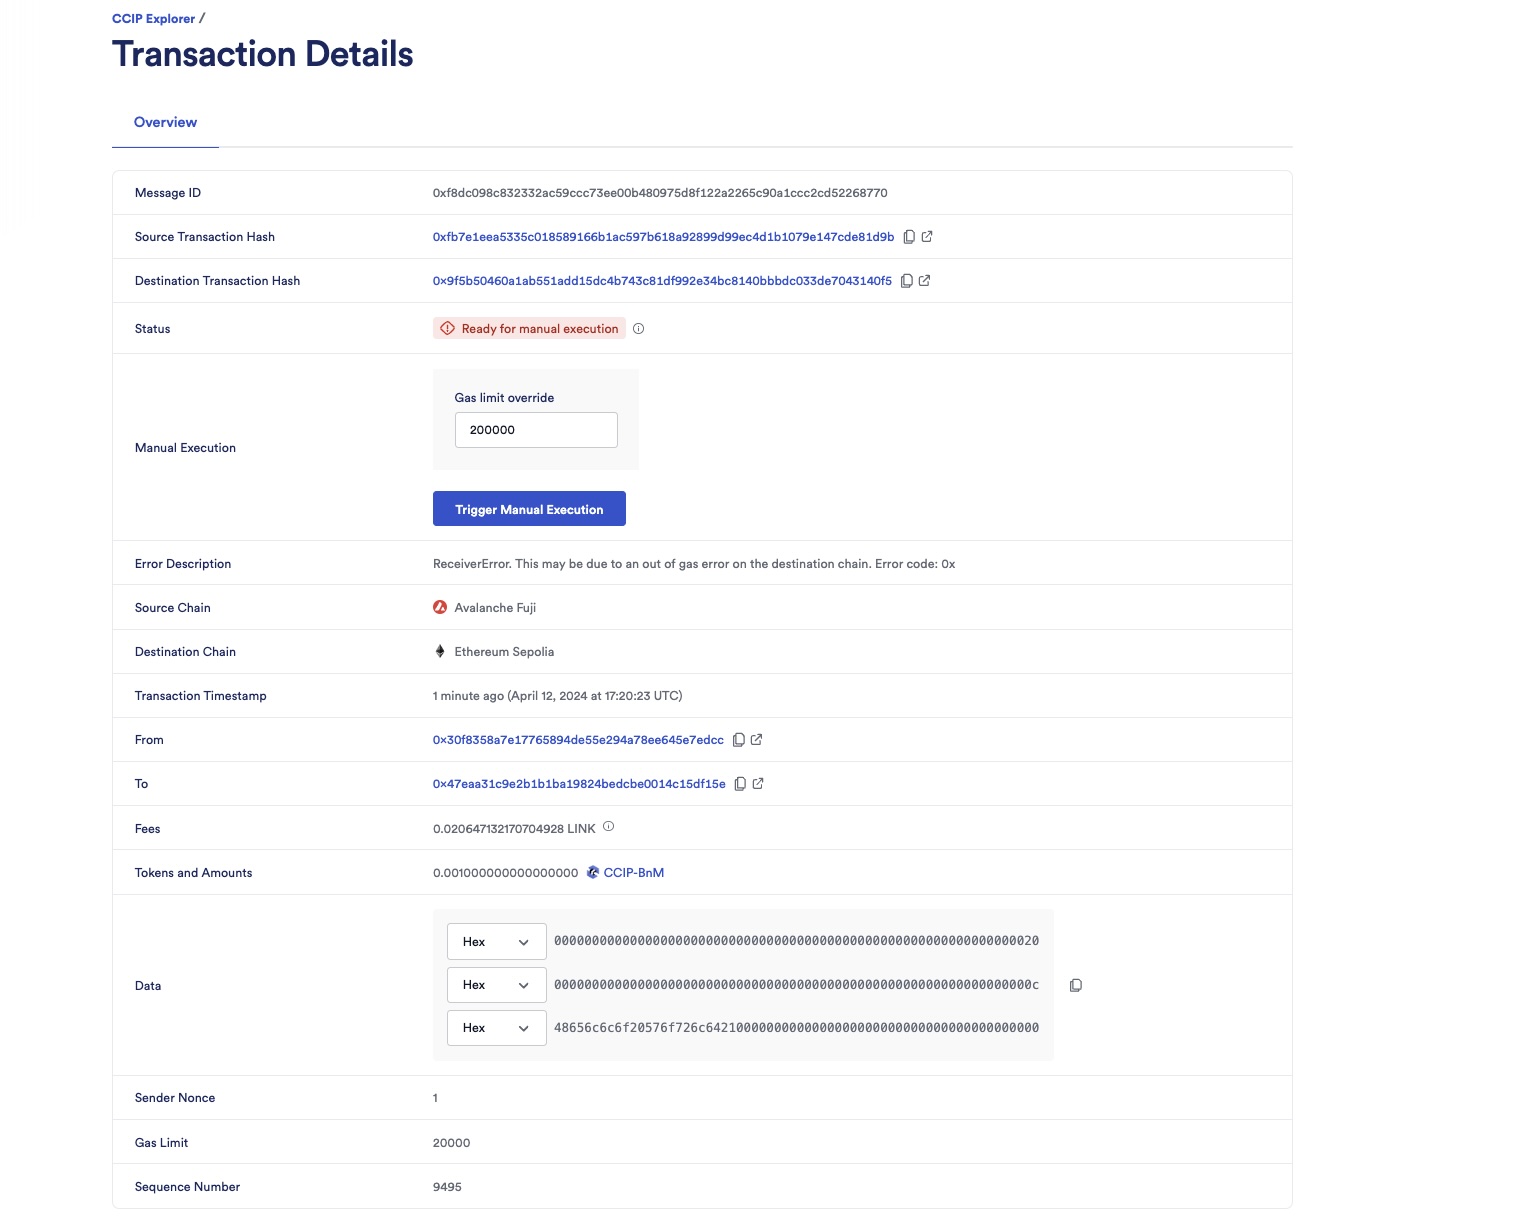 CCIP Explorer /
Transaction Details
Overview
Message ID 0xf8dc098c832332ac59ccc73ee00b480975d8f122a2265c90a1ccc2cd52268770
Source Transaction Hash 0xfb7e1eea5335c018589166b1ac597b618a92899d99ec4d1b1079e147cde81d9b
Destination Transaction Hash 0x9f5b50460a1ab551add15dc4b743c81df992e34bc8140bbbdc033de7043140f5
Status Ready for manual execution
Gas limit override
200000
Manual Execution
Trigger Manual Execution
Error Description ReceiverError. This may be due to an out of gas error on the destination chain. Error code: 0x
Source Chain Avalanche Fuji
Destination Chain Ethereum Sepolia
Transaction Timestamp 1 minute ago (April 12, 2024 at 17:20:23 UTC)
From 0x30f8358a7e17765894de55e294a78ee645e7edcc
To 0x47eaa31c9e2b1b1ba19824bedcbe0014c15df15e
Fees 0.020647132170704928 LINK
Tokens and Amounts 0.001000000000000000 CCIP-BnM
Hex 0000000000000000000000000000000000000000000000000000000000000020
Data Hex 000000000000000000000000000000000000000000000000000000000000000c
Hex 48656c6c6f20576f726c64210000000000000000000000000000000000000000
Sender Nonce 1
Gas Limit 20000
Sequence Number 9495